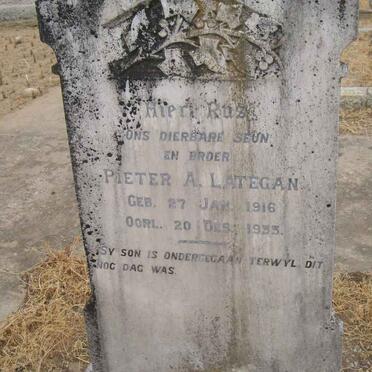 Hier Rus
ONS DIERBARE SEUN
EN BROER
PIETER A. LATEGAN
GEB. 27 JAN. 1916
OORL. 20 DES. 1933.
SY SON IS ONDERGEGAAN TERWYL DIT
NOG DAG WAS.